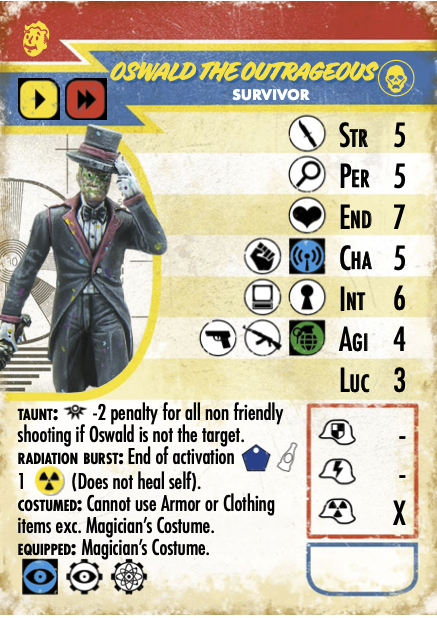 OSWALD THE OUTRAGEOUS
SURVIVOR
STR 5
PER 5
END 7
CHA 5
INT 6
AGI 4
LUC 3
TAUNT: -2 penalty for all non friendly
shooting if Oswald is not the target.
RADIATION BURST: End of activation
1 (Does not heal self).
COSTUMED: Cannot use Armor or Clothing
items exc. Magician's Costume.
EQUIPPED: Magician's Costume.
-
-
X